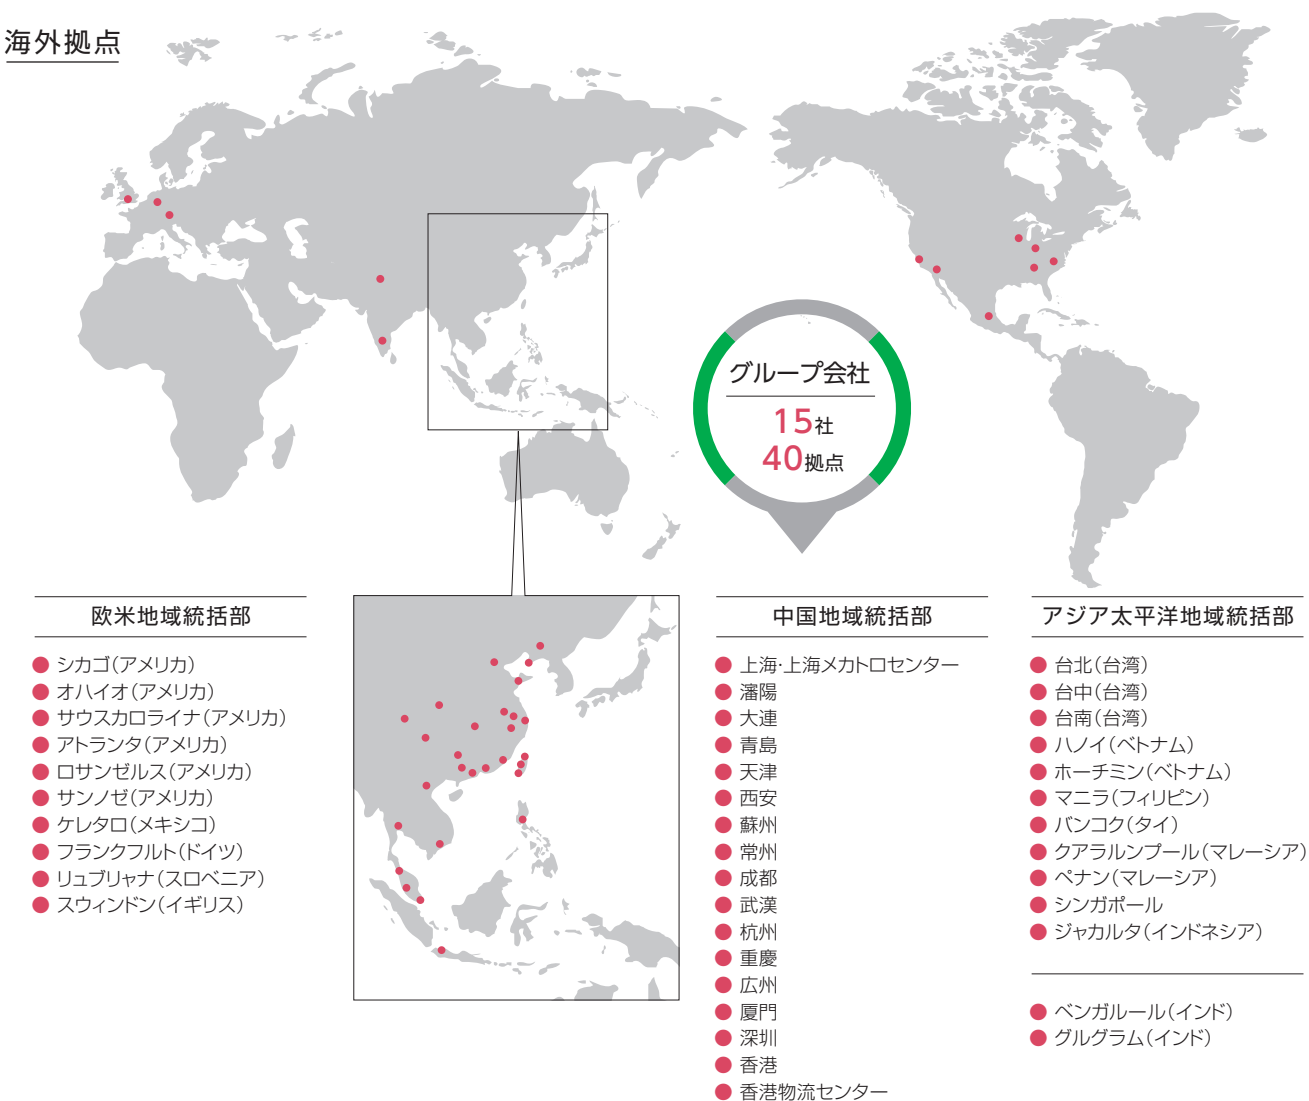 海外拠点
グループ会社
15社
40拠点
欧米地域統括部
シカゴ(アメリカ)
オハイオ(アメリカ)
サウスカロライナ(アメリカ)
アトランタ(アメリカ)
ロサンゼルス(アメリカ)
サンノゼ(アメリカ)
ケレタロ(メキシコ)
フランクフルト(ドイツ)
リュブリャナ(スロベニア)
スウィンドン(イギリス)
中国地域統括部
上海・上海メカトロセンター
瀋陽
大連
青島
天津
西安
蘇州
常州
成都
武漢
杭州
重慶
広州
厦門
深圳
香港
香港物流センター
アジア太平洋地域統括部
台北(台湾)
台中(台湾)
台南(台湾)
ハノイ(ベトナム)
ホーチミン(ベトナム)
マニラ(フィリピン)
バンコク(タイ)
クアラルンプール(マレーシア)
ペナン(マレーシア)
シンガポール
ジャカルタ(インドネシア)
ベンガルール(インド)
グルグラム(インド)